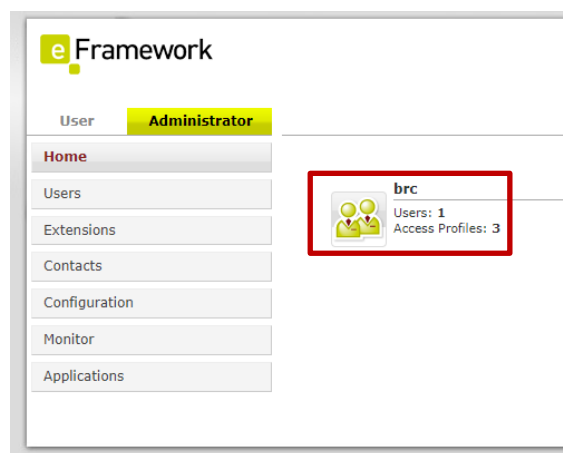 eFramework
User
Administrator
Home
Users
Extensions
Contacts
Configuration
Monitor
Applications
brc
Users: 1
Access Profiles: 3